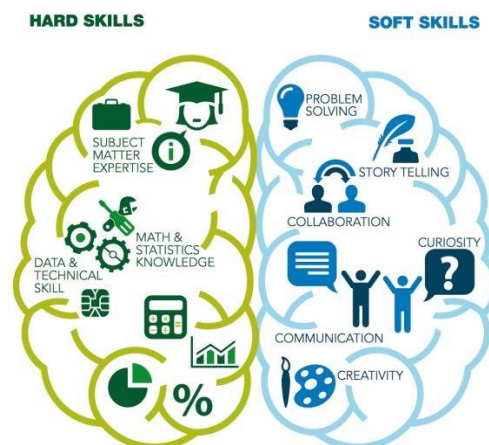 HARD SKILLS
SOFT SKILLS
SUBJECT
MATTER
EXPERTISE
i
MATH &
STATISTICS
KNOWLEDGE
DATA &
TECHNICAL
SKILL
%
PROBLEM
SOLVING
STORY TELLING
COLLABORATION
CURIOSITY
?
COMMUNICATION
CREATIVITY